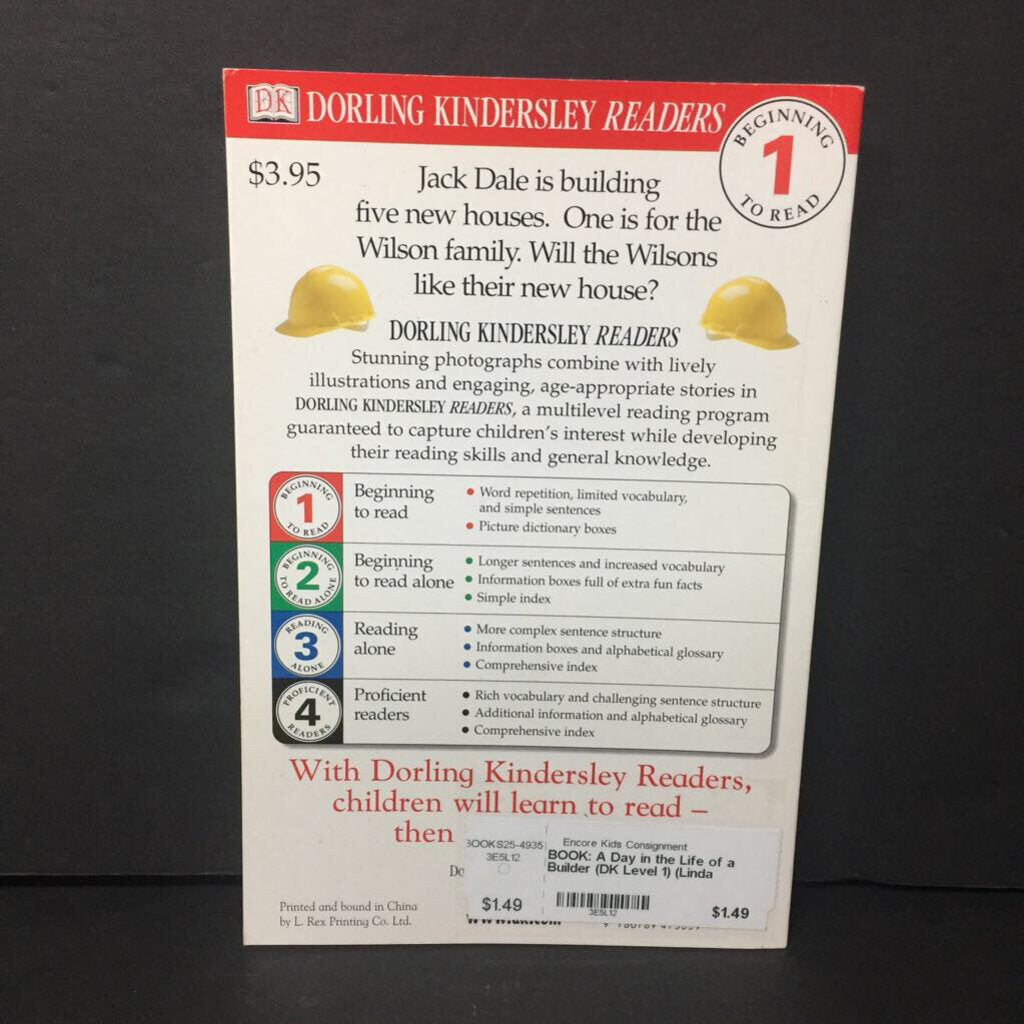 DK DORLING KINDERSLEY READERS
BEGINNING
1
TO READ
$3.95
Jack Dale is building
five new houses. One is for the
Wilson family. Will the Wilsons
like their new house?
DORLING KINDERSLEY READERS
Stunning photographs combine with lively
illustrations and engaging, age-appropriate stories in
DORLING KINDERSLEY READERS, a multilevel reading program
guaranteed to capture children's interest while developing
their reading skills and general knowledge.
BEGINNING
1
TO READ
Beginning
to read
• Word repetition, limited vocabulary,
and simple sentences
• Picture dictionary boxes
BEGINNING
2
TO READ ALONE
Beginning
to read alone
• Longer sentences and increased vocabulary
• Information boxes full of extra fun facts
• Simple index
READING
3
ALONE
Reading
alone
• More complex sentence structure
• Information boxes and alphabetical glossary
• Comprehensive index
PROFICIENT
4
READERS
Proficient
readers
• Rich vocabulary and challenging sentence structure
• Additional information and alphabetical glossary
• Comprehensive index
With Dorling Kindersley Readers,
children will learn to read –
then
Do
Printed and bound in China
by L. Rex Printing Co. Ltd.
BOOKS25-4935
3E5L12
$1.49
Encore Kids Consignment
BOOK: A Day in the Life of a
Builder (DK Level 1) (Linda
3E5L12
$1.49